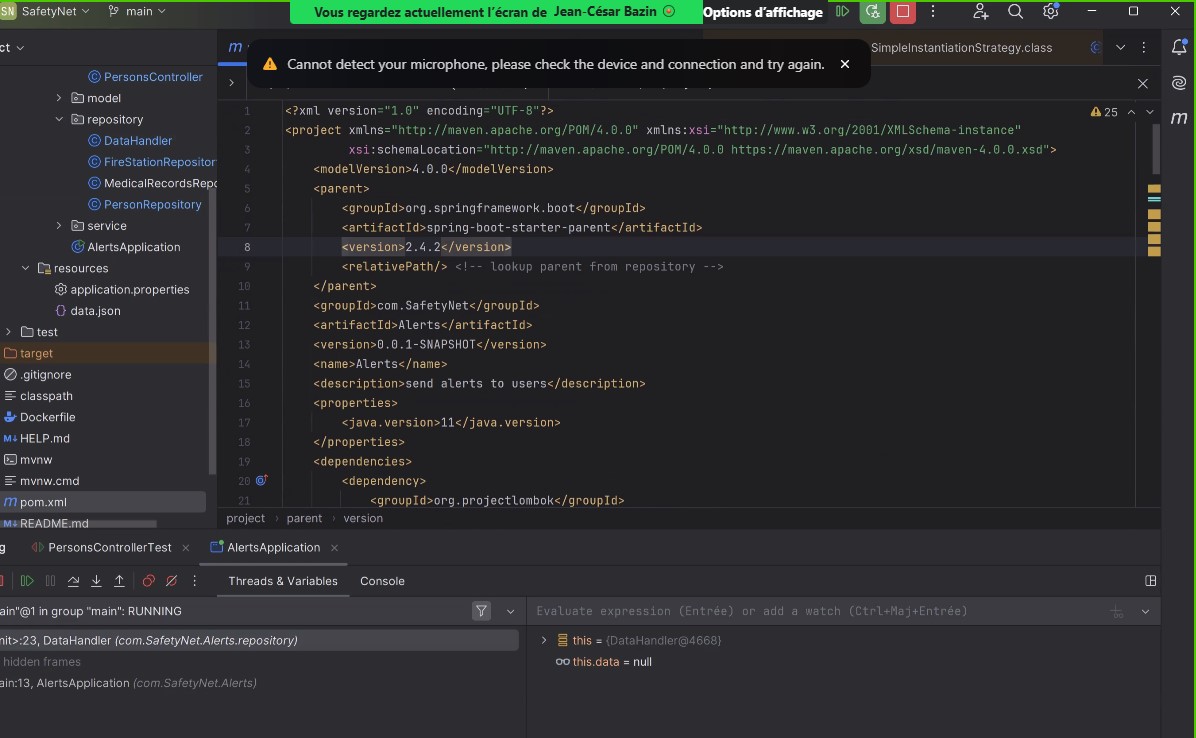 SN SafetyNet main
Vous regardez actuellement l'écran de Jean-César Bazin
Options d'affichage
ct
m
SimpleInstantiationStrategy.class
Cannot detect your microphone, please check the device and connection and try again.
PersonsController
model
repository
DataHandler
FireStationRepositor
MedicalRecordsRepo
PersonRepository
service
AlertsApplication
resources
application.properties
data.json
test
target
.gitignore
classpath
Dockerfile
HELP.md
mvnw
mvnw.cmd
pom.xml
README.md
25
1 <?xml version="1.0" encoding="UTF-8"?>
2 <project xmlns="http://maven.apache.org/POM/4.0.0" xmlns:xsi="http://www.w3.org/2001/XMLSchema-instance"
3 xsi:schemaLocation="http://maven.apache.org/POM/4.0.0 https://maven.apache.org/xsd/maven-4.0.0.xsd">
4 <modelVersion>4.0.0</modelVersion>
5 <parent>
6 <groupId>org.springframework.boot</groupId>
7 <artifactId>spring-boot-starter-parent</artifactId>
8 <version>2.4.2</version>
9 <relativePath/> <!-- lookup parent from repository -->
10 </parent>
11 <groupId>com.SafetyNet</groupId>
12 <artifactId>Alerts</artifactId>
13 <version>0.0.1-SNAPSHOT</version>
14 <name>Alerts</name>
15 <description>send alerts to users</description>
16 <properties>
17 <java.version>11</java.version>
18 </properties>
19 <dependencies>
20 <dependency>
21 <groupId>org.projectlombok</groupId>
project > parent > version
g PersonsControllerTest AlertsApplication
Threads & Variables Console
ain"@1 in group "main": RUNNING
Evaluate expression (Entrée) or add a watch (Ctrl+Maj+Entrée)
nit>:23, DataHandler (com.SafetyNet.Alerts.repository)
this = {DataHandler@4668}
hidden frames
this.data = null
ain:13, AlertsApplication (com.SafetyNet.Alerts)